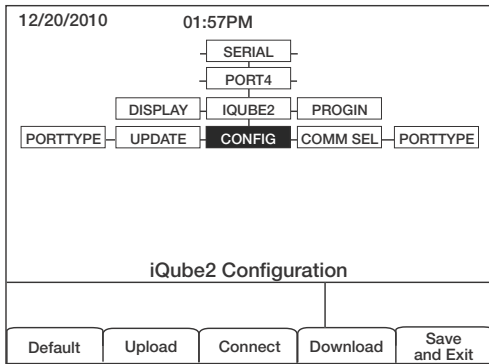 12/20/2010 01:57PM
SERIAL
PORT4
DISPLAY IQUBE2 PROGIN
PORTTYPE UPDATE CONFIG COMM SEL PORTTYPE
iQube2 Configuration
Default Upload Connect Download Save
and Exit